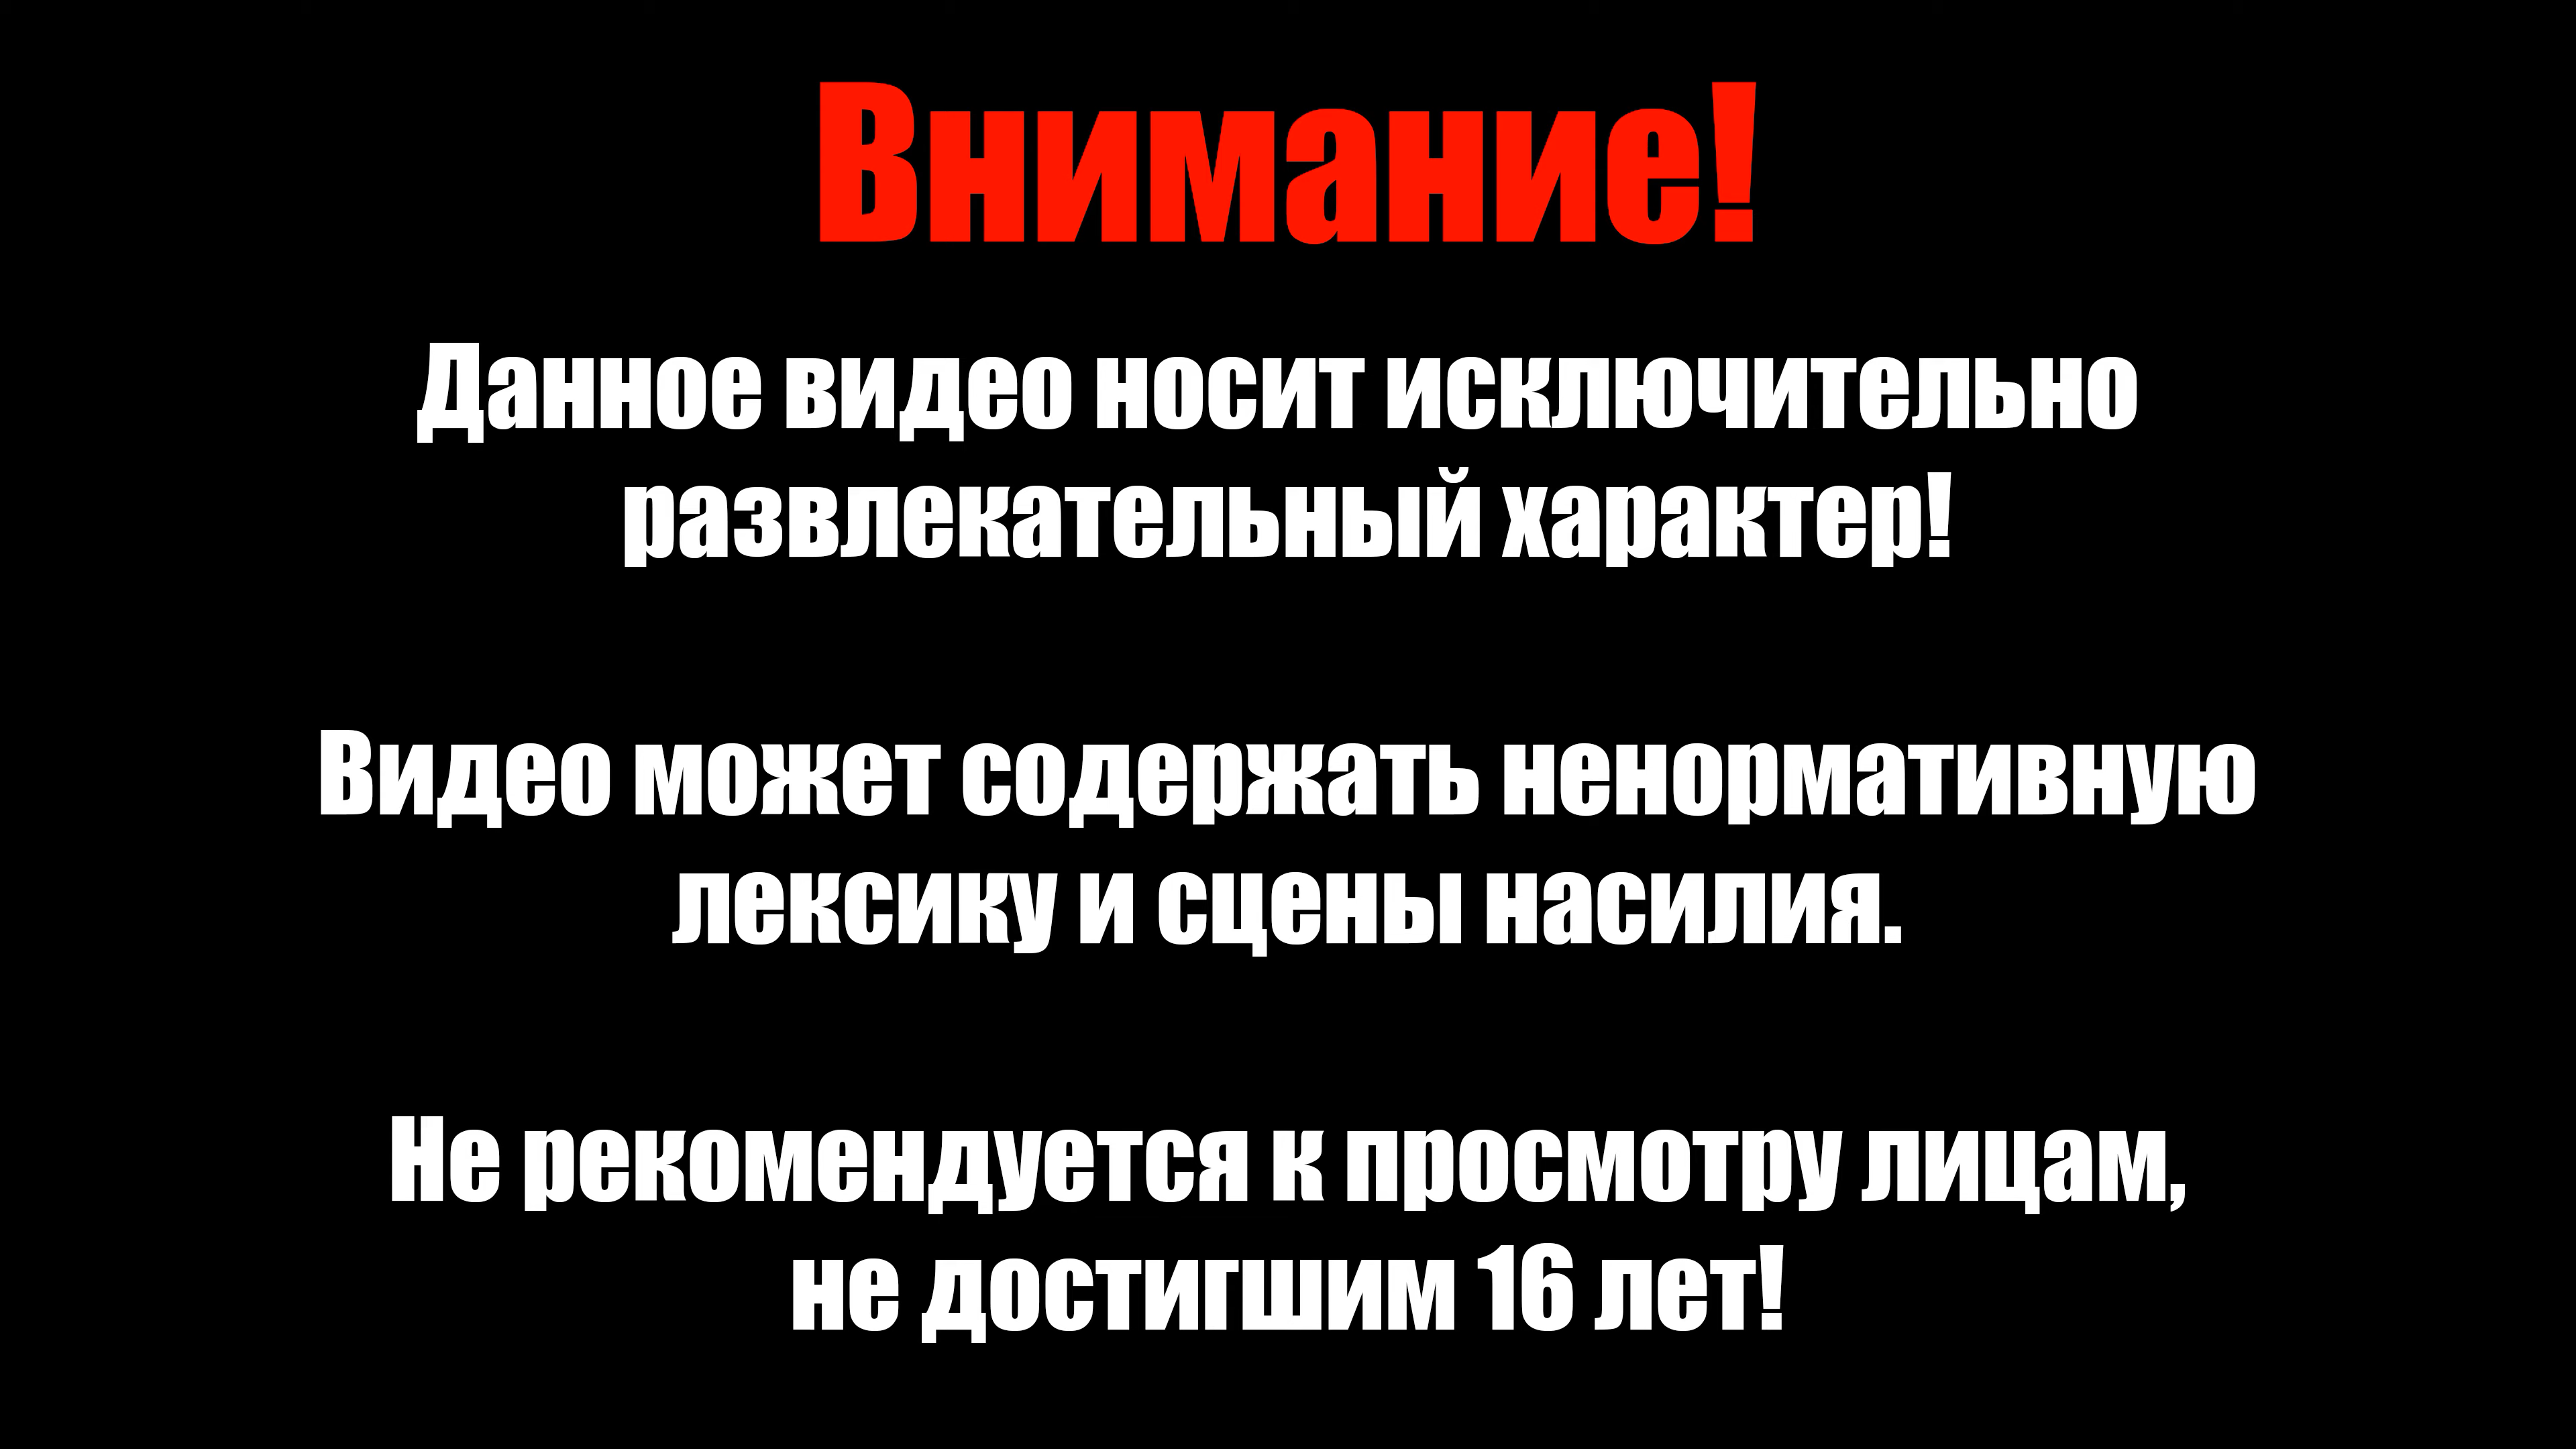 Внимание!
Данное видео носит исключительно
развлекательный характер!
Видео может содержать ненормативную
лексику и сцены насилия.
Не рекомендуется к просмотру лицам,
не достигшим 16 лет!